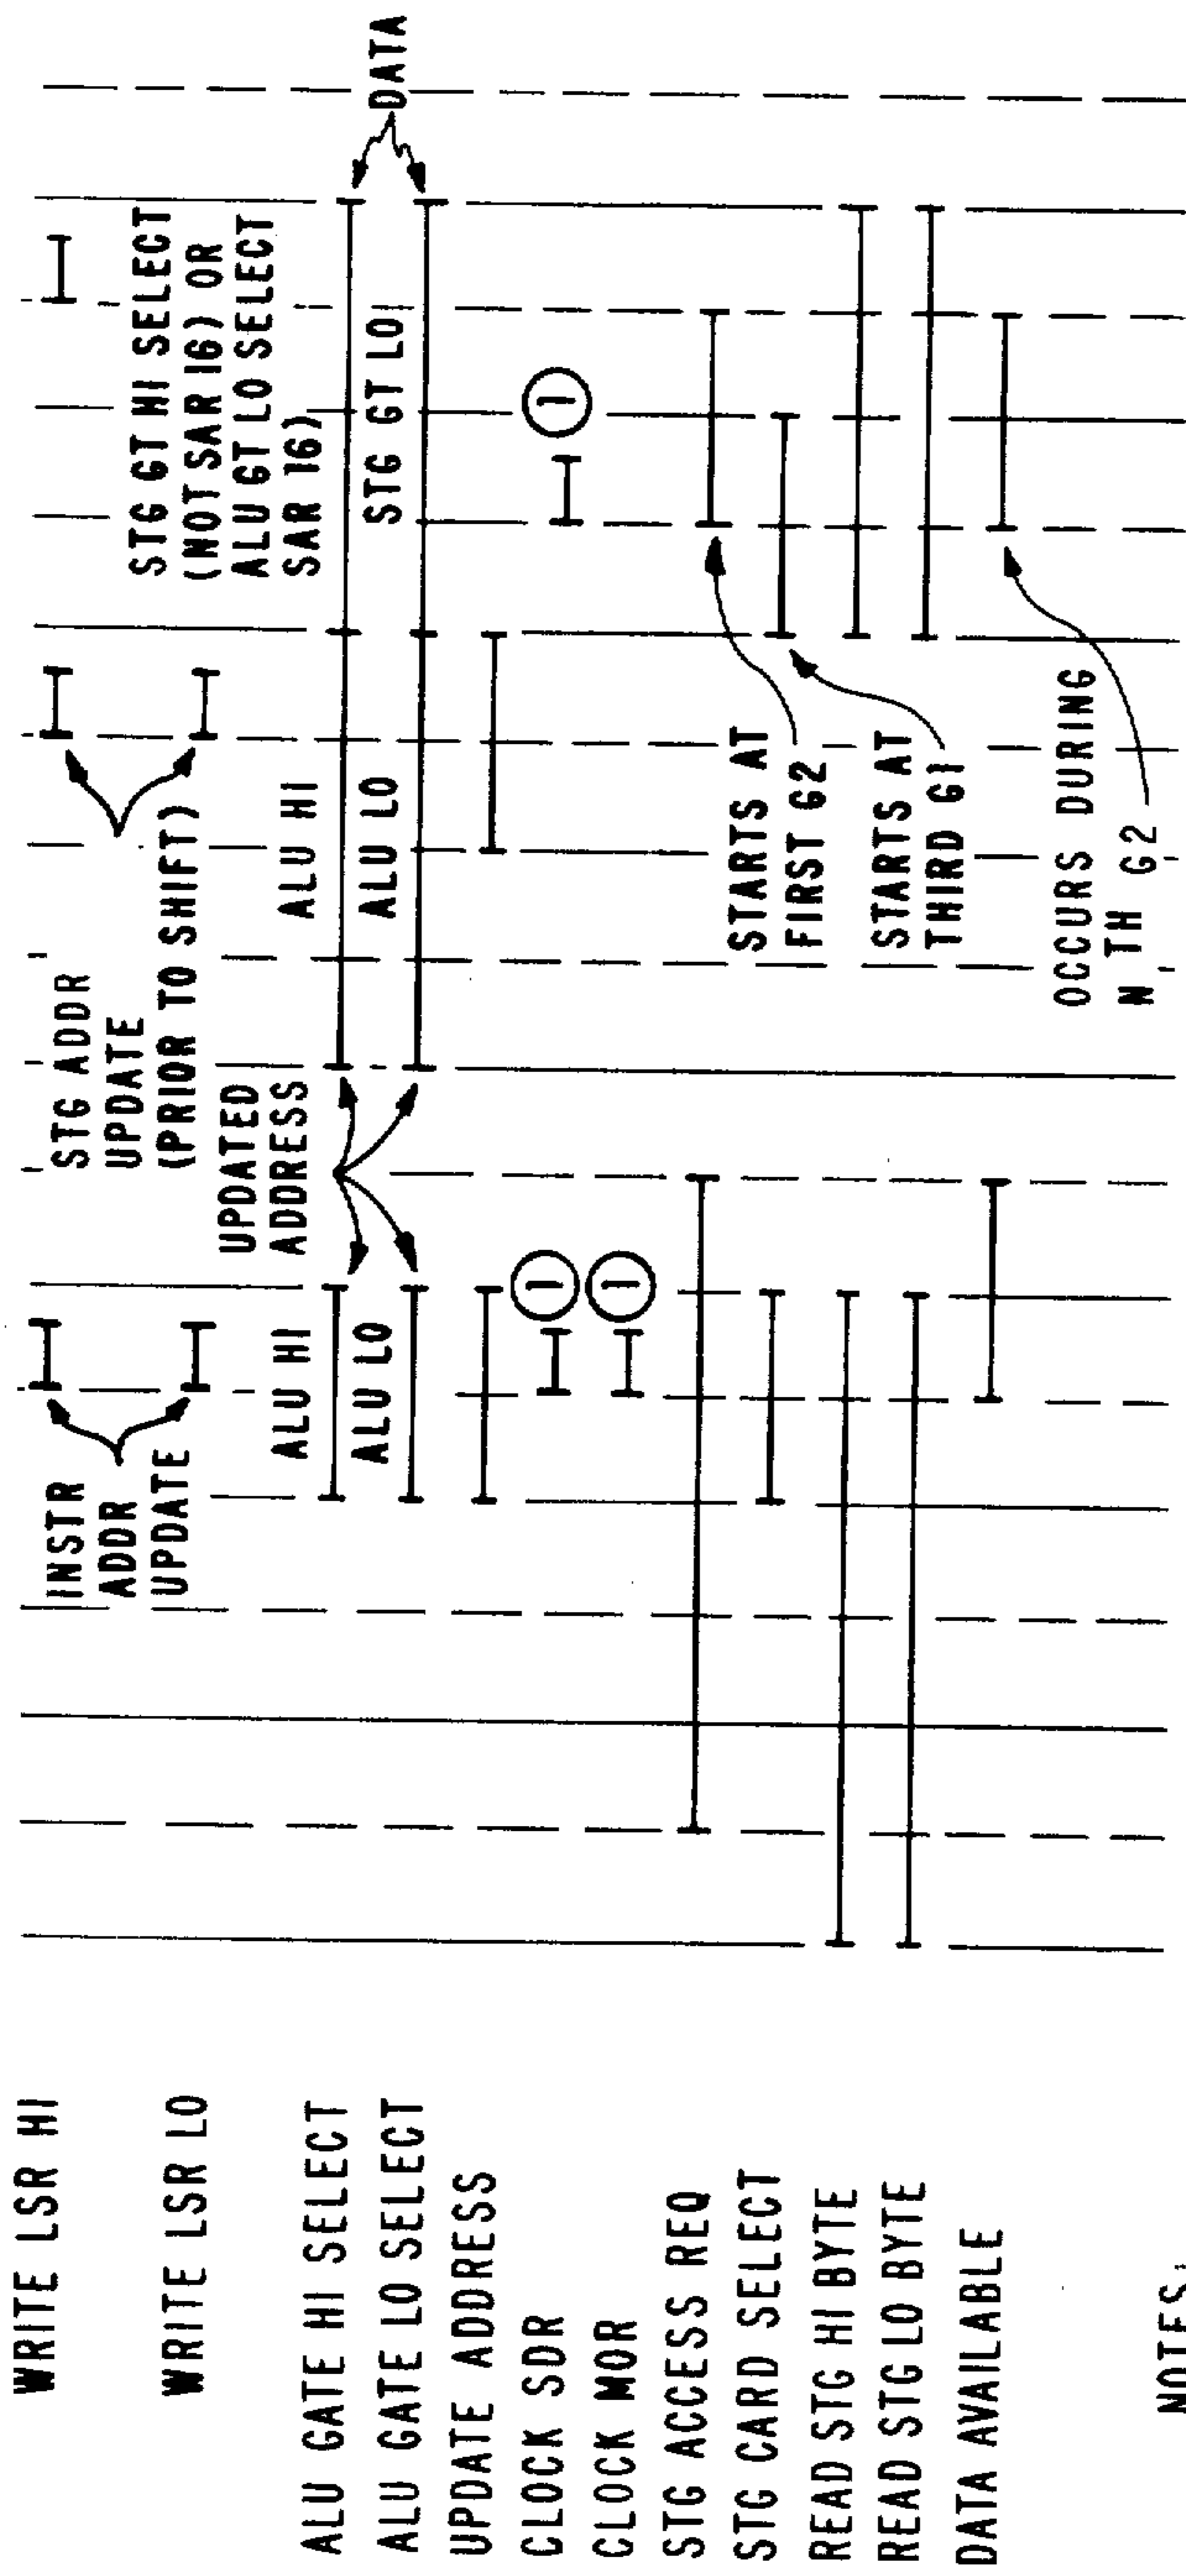 WRITE LSR HI
WRITE LSR LO
ALU GATE HI SELECT
ALU GATE LO SELECT
UPDATE ADDRESS
CLOCK SDR
CLOCK MOR
STG ACCESS REQ
STG CARD SELECT
READ STG HI BYTE
READ STG LO BYTE
DATA AVAILABLE
NOTES:
INSTR
ADDR
UPDATE
ALU HI
ALU LO
1
1
UPDATED
ADDRESS
STG ADDR
UPDATE
(PRIOR TO SHIFT)
ALU HI
ALU LO
STARTS AT
FIRST G2
STARTS AT
THIRD G1
OCCURS DURING
N TH G2
STG GT HI SELECT
(NOT SAR 16) OR
ALU GT LO SELECT
SAR 16)
STG GT LO
1
DATA